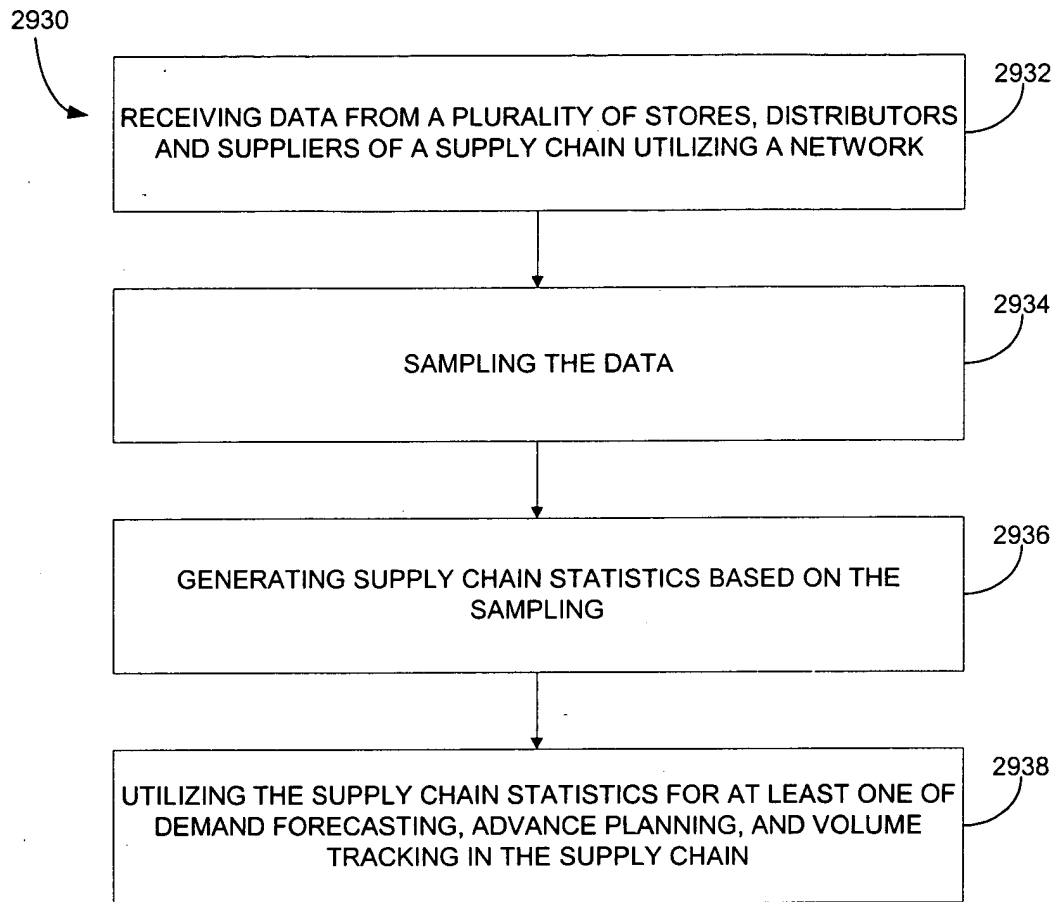 2930
2932
RECEIVING DATA FROM A PLURALITY OF STORES, DISTRIBUTORS
AND SUPPLIERS OF A SUPPLY CHAIN UTILIZING A NETWORK
2934
SAMPLING THE DATA
2936
GENERATING SUPPLY CHAIN STATISTICS BASED ON THE
SAMPLING
2938
UTILIZING THE SUPPLY CHAIN STATISTICS FOR AT LEAST ONE OF
DEMAND FORECASTING, ADVANCE PLANNING, AND VOLUME
TRACKING IN THE SUPPLY CHAIN